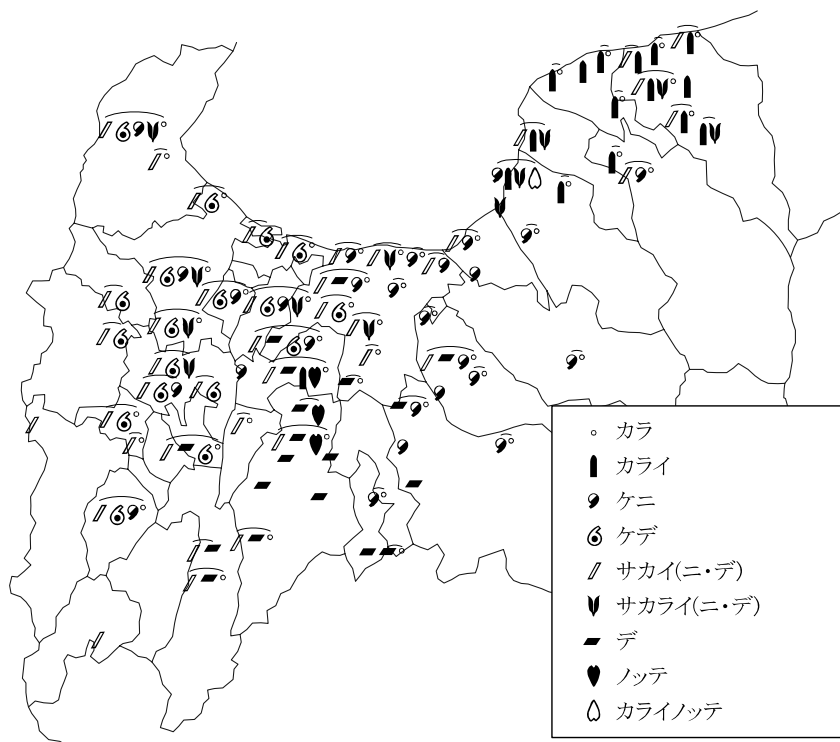 カラ
カライ
ケニ
ケデ
サカイ(ニ・デ)
サカライ(ニ・デ)
デ
ノッテ
カライノッテ